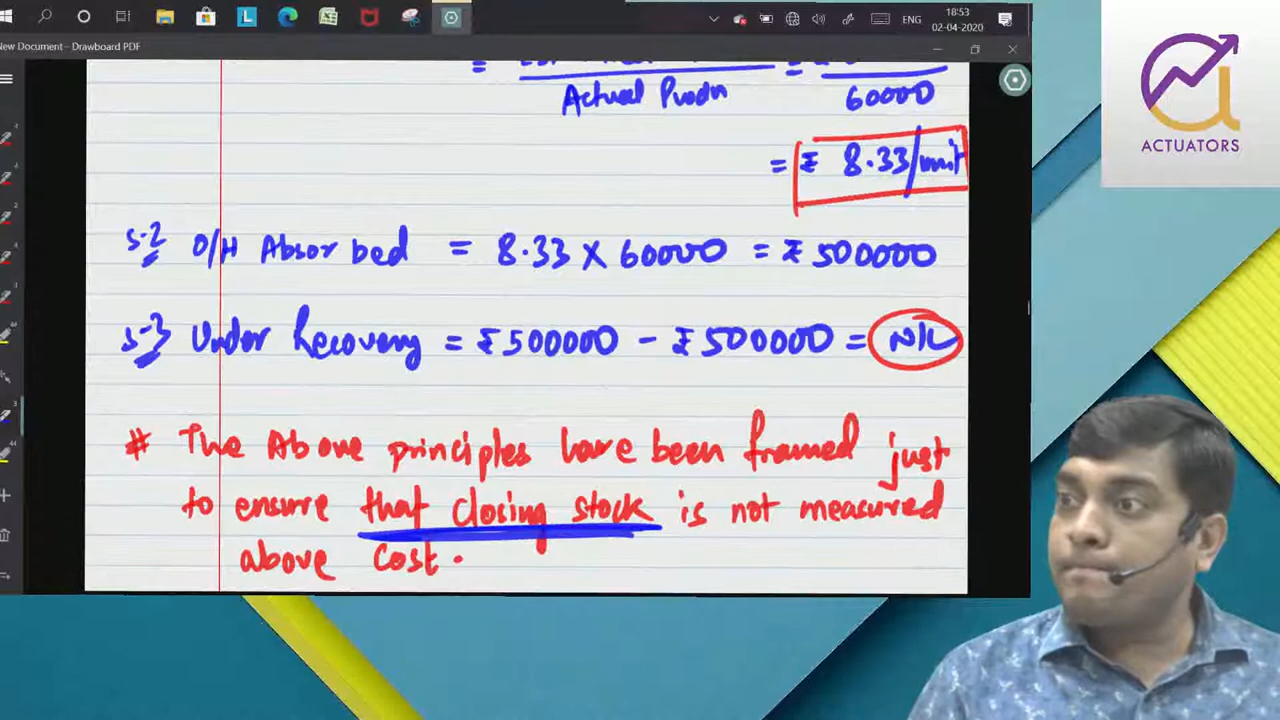 18:53
ENG
02-04-2020
New Document - Drawboard PDF
Actual Prodn
60000
= ₹ 8.33/unit
S-2 O/H Absorbed = 8.33 X 60000 = ₹ 500000
S-3 Under Recovery = ₹ 500000 - ₹ 500000 = NIL
# The Above principles have been framed just
to ensure that closing stock is not measured
above cost.
ACTUATORS